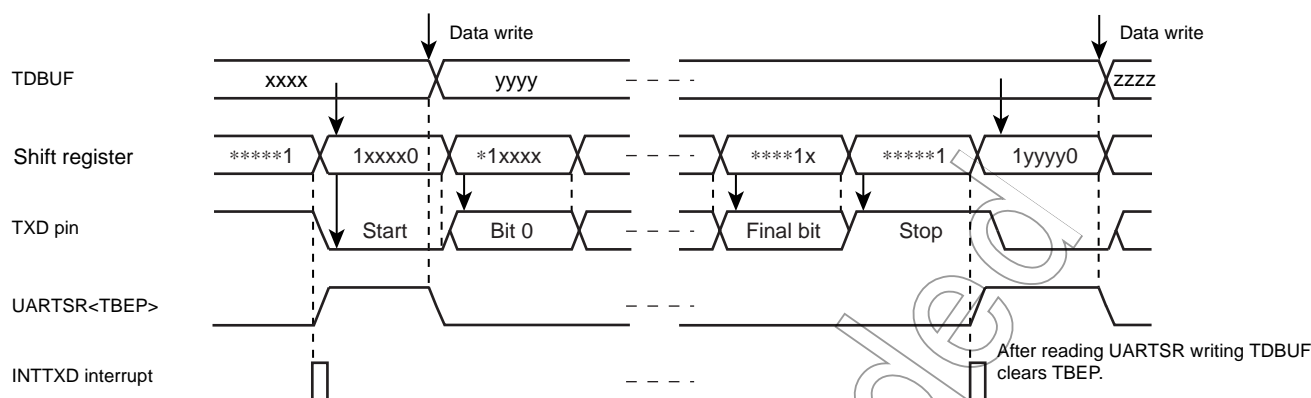 Data write Data write
TDBUF xxxx yyyy zzzz
Shift register *****1 1xxxx0 *1xxxx ****1x *****1 1yyyy0
TXD pin Start Bit 0 Final bit Stop
UARTSR<TBEP>
After reading UARTSR writing TDBUF
INTTXD interrupt clears TBEP.